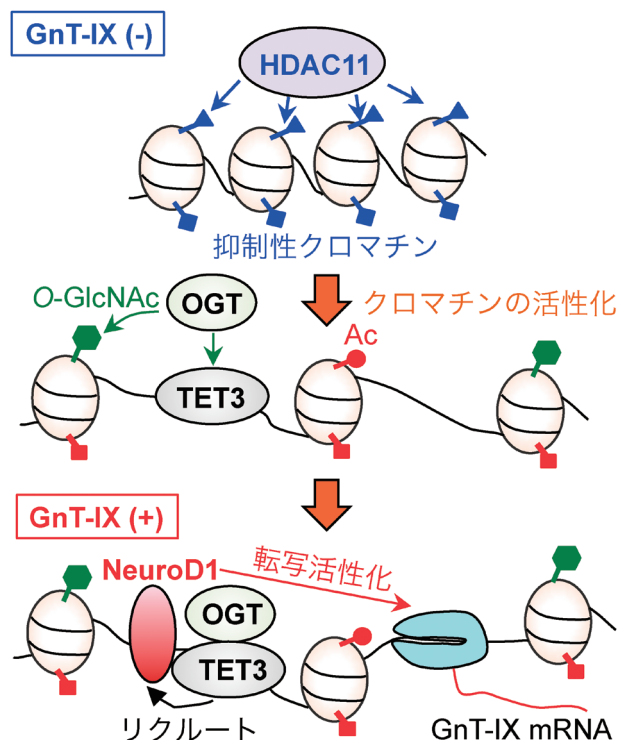 GnT-IX (-)
HDAC11
抑制性クロマチン
O-GlcNAc
OGT
クロマチンの活性化
Ac
TET3
GnT-IX (+)
NeuroD1
転写活性化
OGT
TET3
リクルート
GnT-IX mRNA